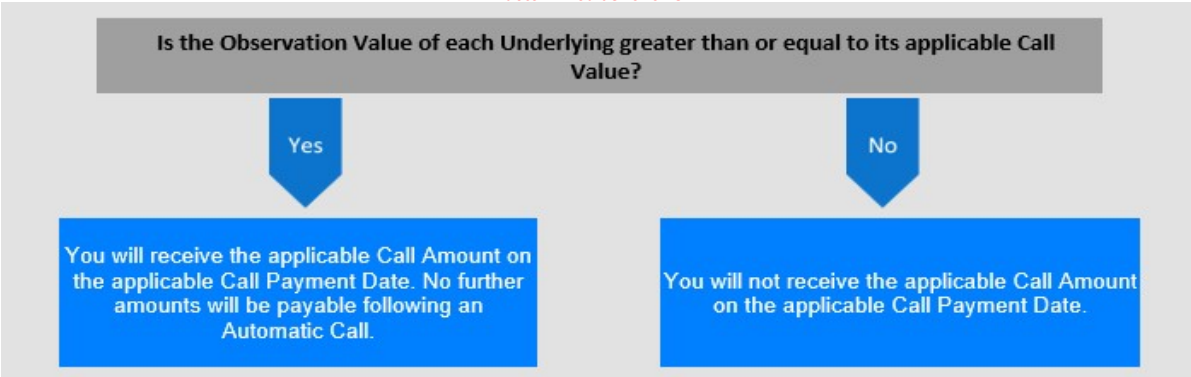 Is the Observation Value of each Underlying greater than or equal to its applicable Call
Value?
Yes
No
You will receive the applicable Call Amount on
the applicable Call Payment Date. No further
amounts will be payable following an
Automatic Call.
You will not receive the applicable Call Amount
on the applicable Call Payment Date.